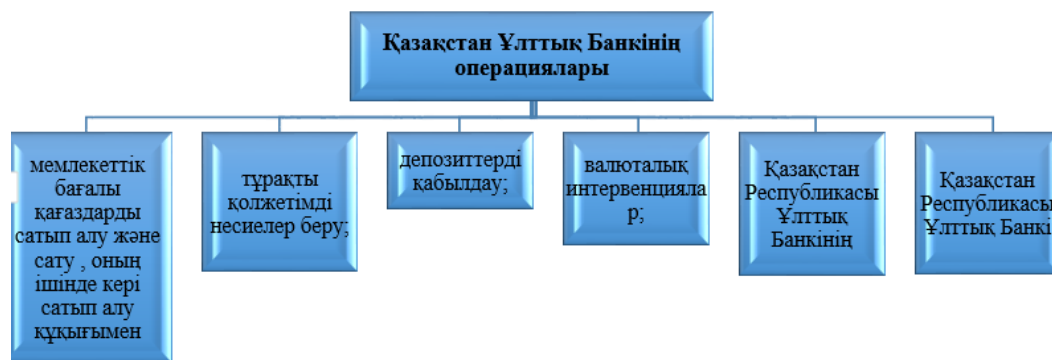 Қазақстан Ұлттық Банкінің
операциялары
мемлекеттік
бағалы
қағаздарды
сатып алу және
сату , оның
ішінде кері
сатып алу
құқығымен
тұрақты
қолжетімді
несиелер беру;
депозиттерді
қабылдау;
валуталық
интервенцияла
р;
Қазақстан
Республикасы
Ұлттық
Банкінің
Қазақстан
Республикасы
Ұлттық Банкі